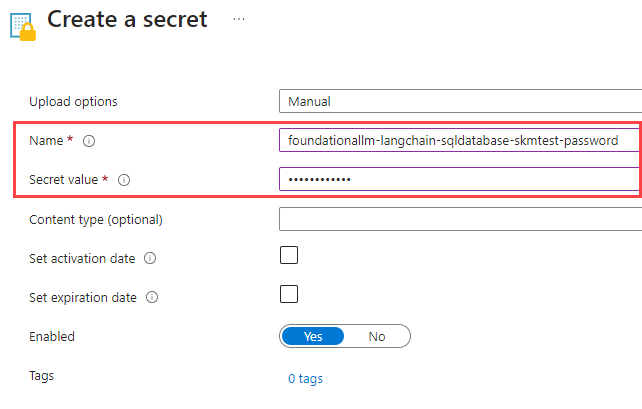 Create a secret ...
Upload options Manual
Name * foundationallm-langchain-sqldatabase-skmtest-password
Secret value * ••••••••••••
Content type (optional)
Set activation date
Set expiration date
Enabled Yes No
Tags 0 tags